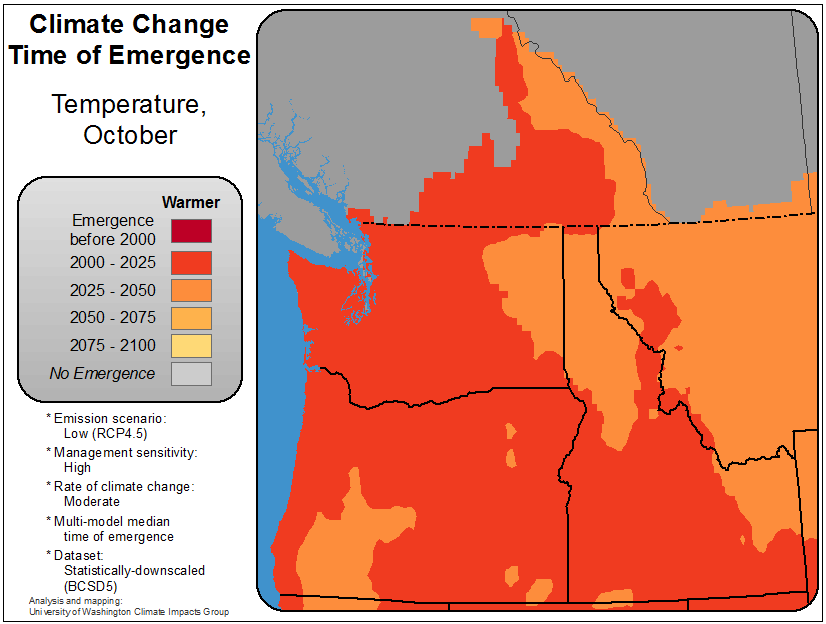 Climate Change
Time of Emergence
Temperature,
October
Warmer
Emergence
before 2000
2000 - 2025
2025 - 2050
2050 - 2075
2075 - 2100
No Emergence
* Emission scenario:
Low (RCP4.5)
* Management sensitivity:
High
* Rate of climate change:
Moderate
* Multi-model median
time of emergence
* Dataset:
Statistically-downscaled
(BCSD5)
Analysis and mapping:
University of Washington Climate Impacts Group